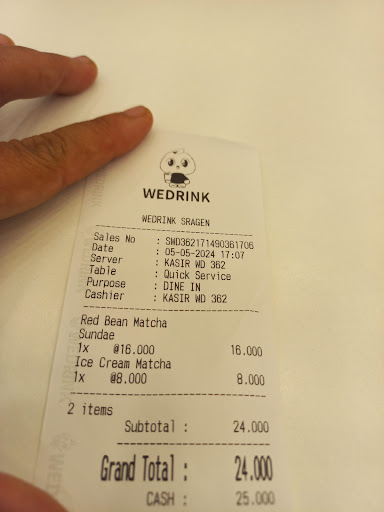 WEDRINK
WEDRINK SRAGEN
Sales No : SWD362171490361706
Date : 05-05-2024 17:07
Server : KASIR WD 362
Table : Quick Service
Purpose : DINE IN
Cashier : KASIR WD 362
Red Bean Matcha
Sundae
1x @16.000 16.000
Ice Cream Matcha
1x @8.000 8.000
2 items
Subtotal : 24.000
Grand Total : 24.000
CASH : 25.000